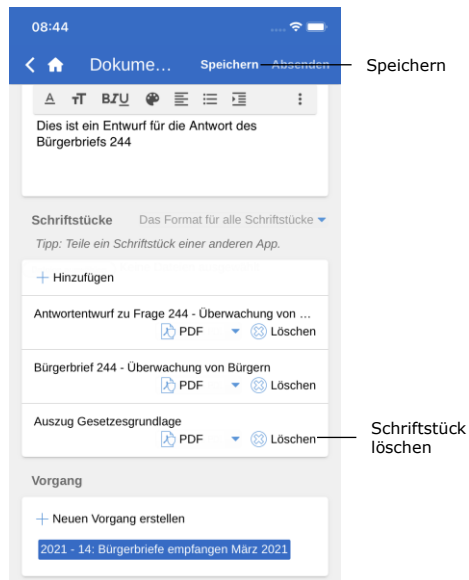 08:44
Dokume... Speichern Absenden
Speichern
A TT BIU
Dies ist ein Entwurf für die Antwort des
Bürgerbriefs 244
Schriftstücke Das Format für alle Schriftstücke
Tipp: Teile ein Schriftstück einer anderen App.
+ Hinzufügen
Antwortentwurf zu Frage 244 - Überwachung von ...
PDF Löschen
Bürgerbrief 244 - Überwachung von Bürgern
PDF Löschen
Auszug Gesetzesgrundlage
PDF Löschen
Schriftstück
löschen
Vorgang
+ Neuen Vorgang erstellen
2021 - 14: Bürgerbriefe empfangen März 2021